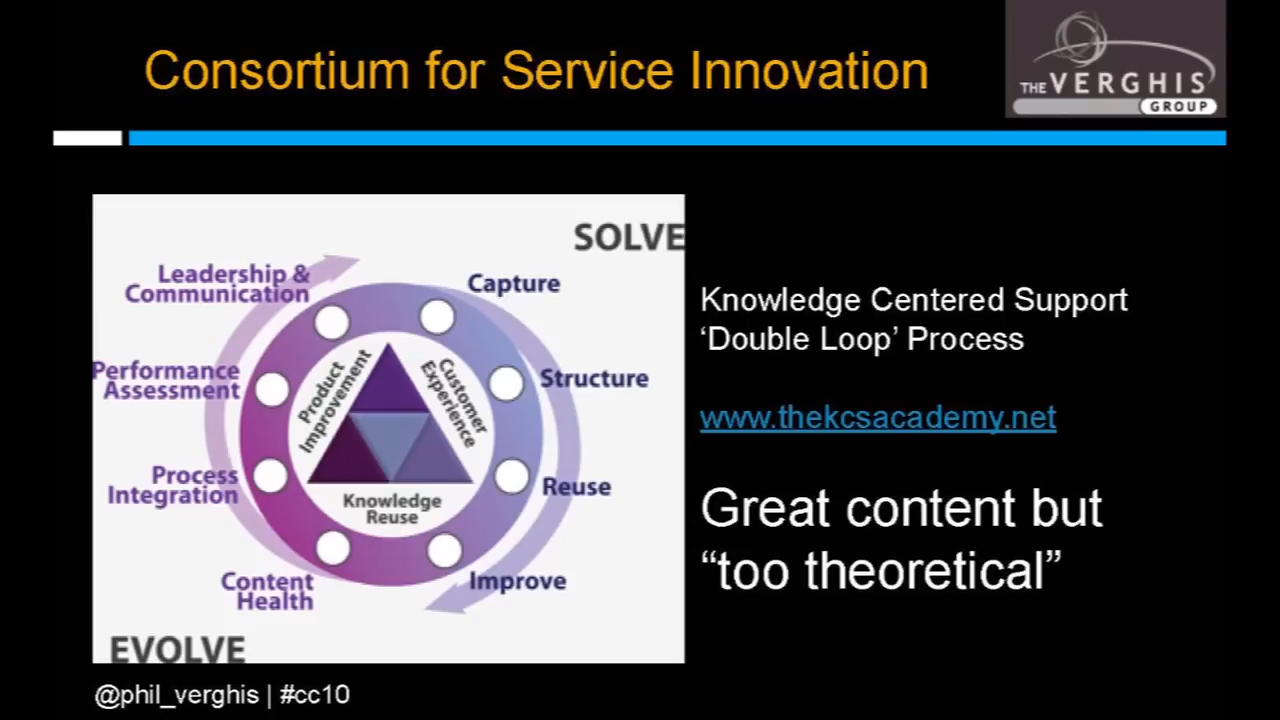 Consortium for Service Innovation
THE VERGHIS
GROUP
SOLVE
Leadership &
Communication
Capture
Performance
Assessment
Structure
Process
Integration
Reuse
Content
Health
Improve
Product
Improvement
Customer
Experience
Knowledge
Reuse
EVOLVE
Knowledge Centered Support
‘Double Loop’ Process
www.thekcsacademy.net
Great content but
“too theoretical”
@phil_verghis | #cc10